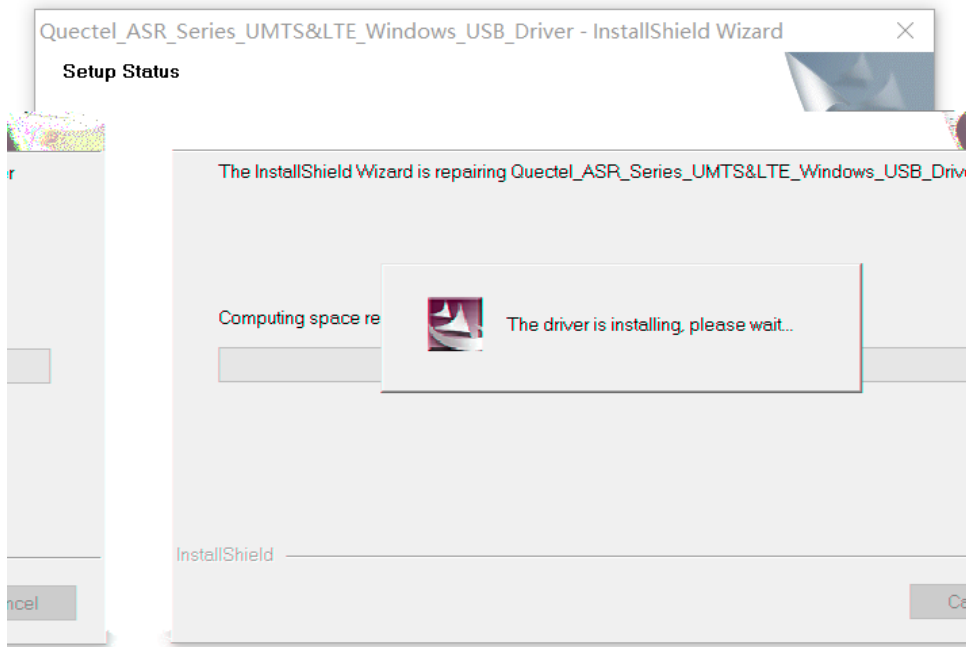 Quectel_ASR_Series_UMTS&LTE_Windows_USB_Driver - InstallShield Wizard
Setup Status
r
The InstallShield Wizard is repairing Quectel_ASR_Series_UMTS&LTE_Windows_USB_Drive
Computing space re
The driver is installing, please wait...
InstallShield
ncel
Ca